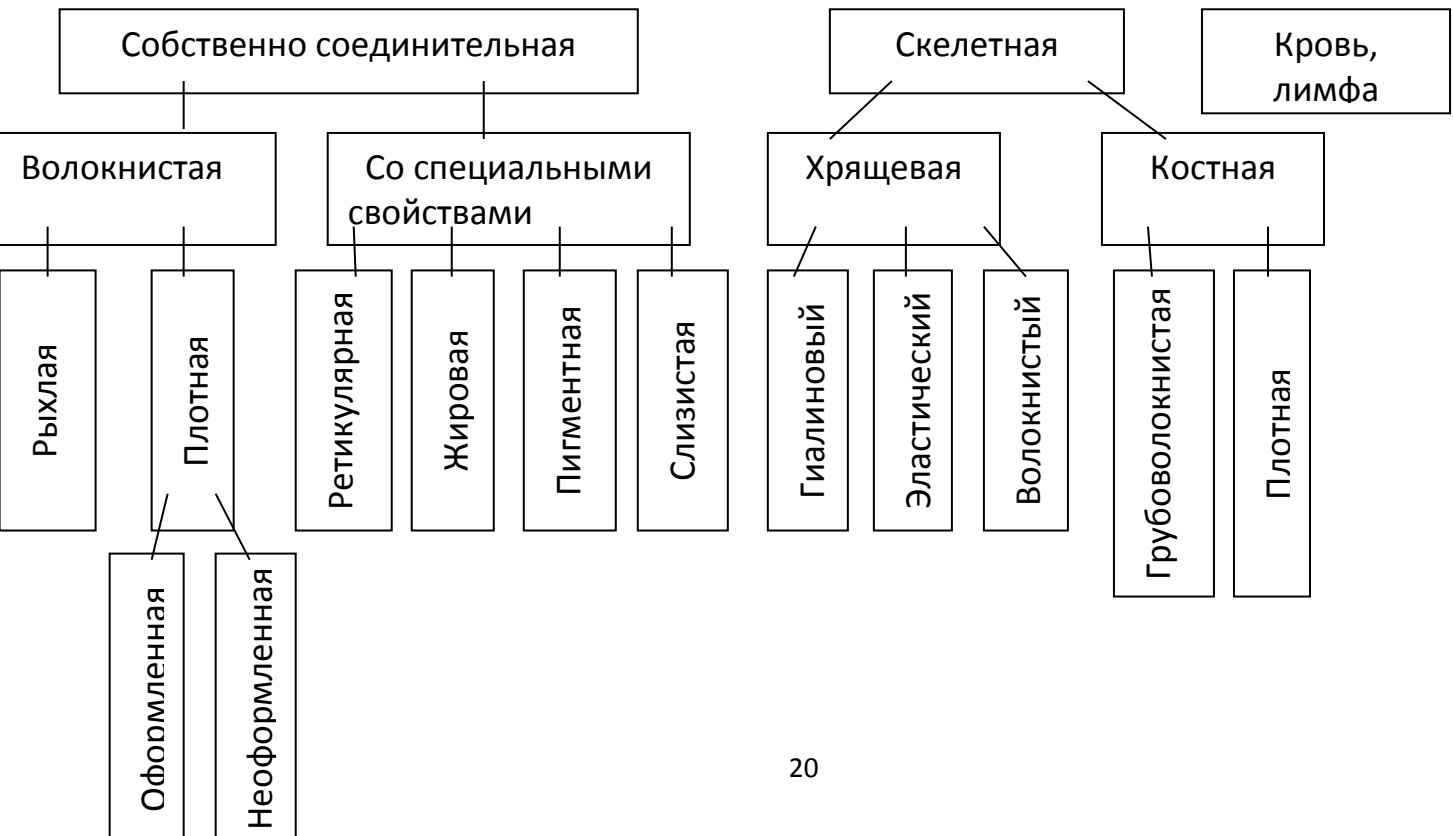 Собственно соединительная
Скелетная
Кровь,
лимфа
Волокнистая
Со специальными
свойствами
Хрящевая
Костная
Рыхлая
Плотная
Ретикулярная
Жировая
Пигментная
Слизистая
Гиалиновый
Эластический
Волокнистый
Грубоволокнистая
Плотная
Оформленная
Неоформленная
20